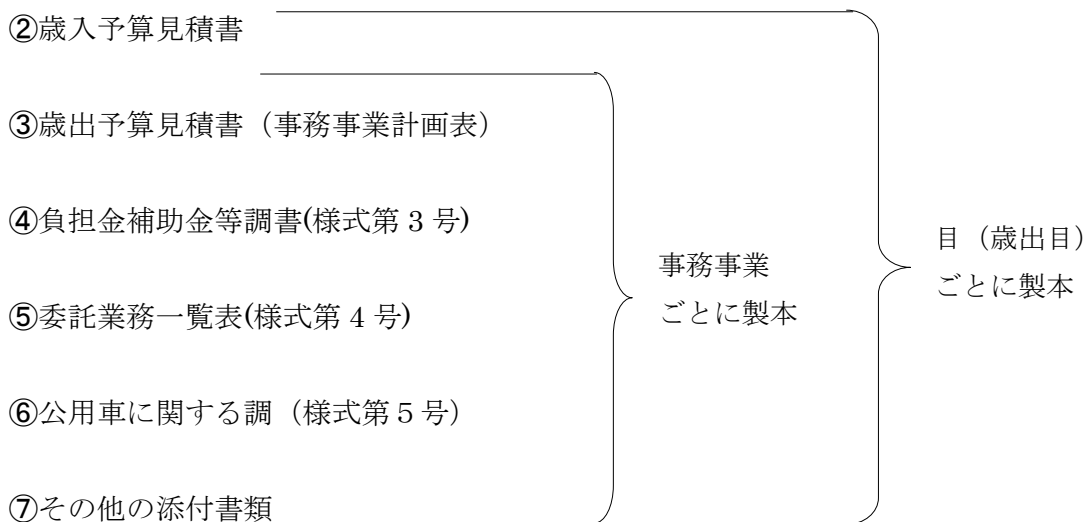 ②歳入予算見積書
③歳出予算見積書（事務事業計画表）
④負担金補助金等調書(様式第 3 号)
⑤委託業務一覧表(様式第 4 号)
⑥公用車に関する調（様式第５号）
⑦その他の添付書類
事務事業
ごとに製本
目（歳出目）
ごとに製本